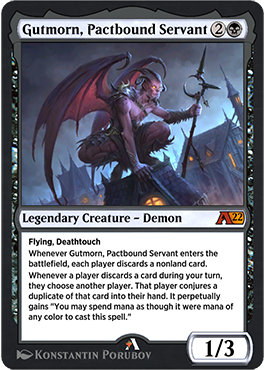 Gutmorn, Pactbound Servant 2
Legendary Creature – Demon A22
Flying, Deathtouch
Whenever Gutmorn, Pactbound Servant enters the
battlefield, each player discards a nonland card.
Whenever a player discards a card during your turn,
they choose another player. That player conjures a
duplicate of that card into their hand. It perpetually
gains "You may spend mana as though it were mana of
any color to cast this spell."
1/3
Konstantin Porubov